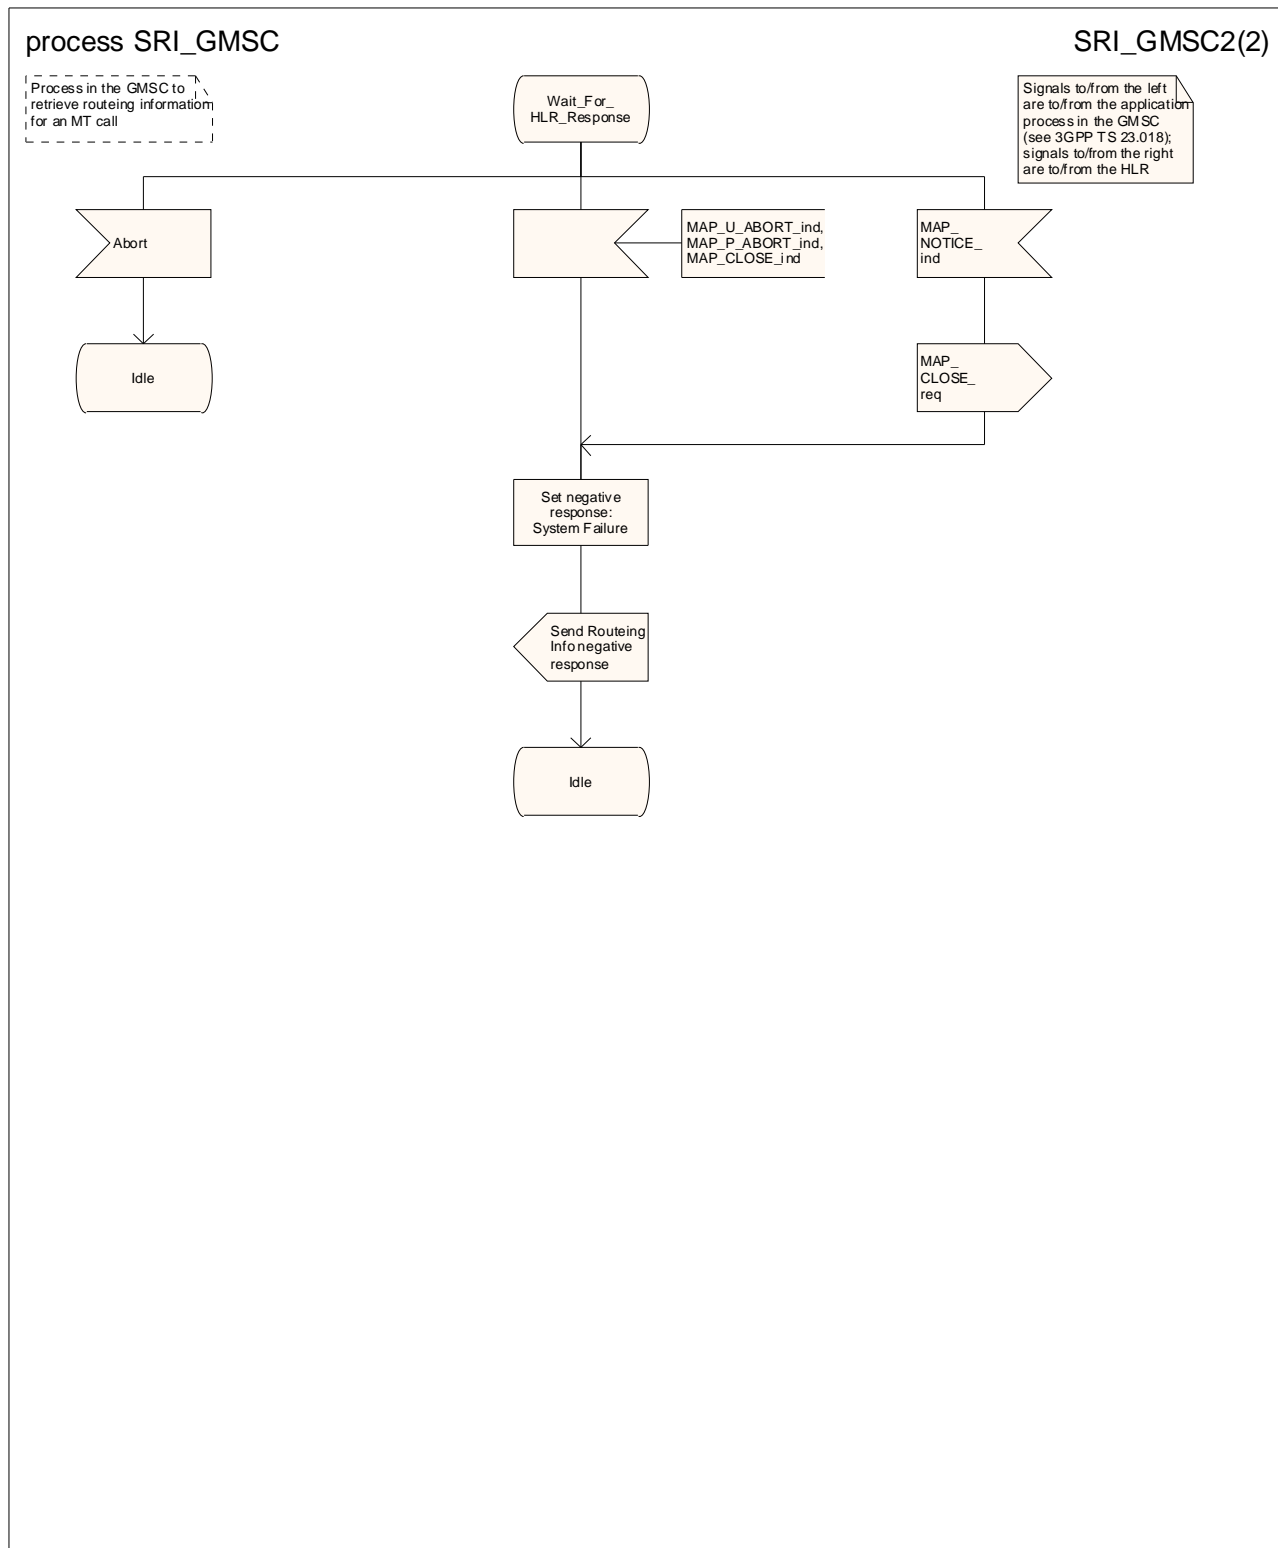 process SRI_GMSC
SRI_GMSC2(2)
Process in the GMSC to
retrieve routeing information
for an MT call
Wait_For_
HLR_Response
Signals to/from the left
are to/from the application
process in the GMSC
(see 3GPP TS 23.018);
signals to/from the right
are to/from the HLR
Abort
MAP_U_ABORT_ind,
MAP_P_ABORT_ind,
MAP_CLOSE_ind
MAP_
NOTICE_
ind
Idle
MAP_
CLOSE_
req
Set negative
response:
System Failure
Send Routeing
Info negative
response
Idle